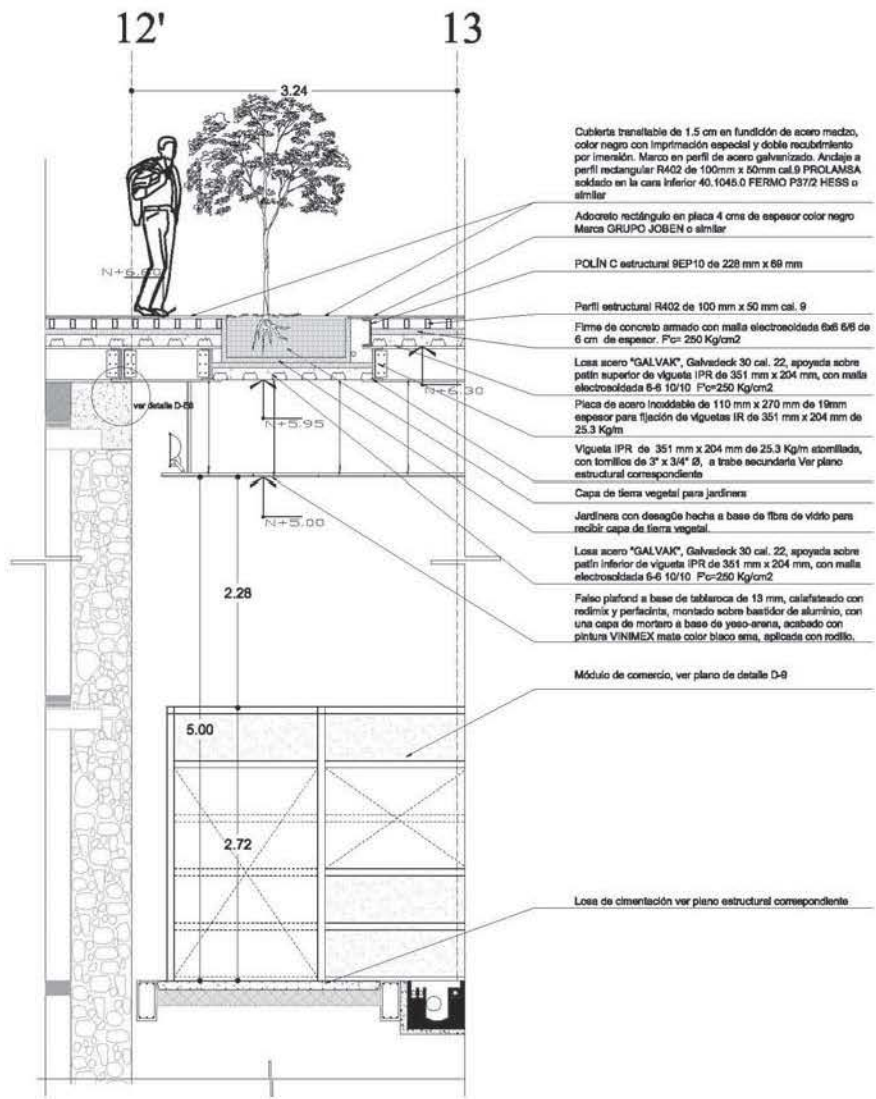 12'
13
3.24
Cubierta transitable de 1.5 cm en fundición de acero macizo,
color negro con imprimación especial y doble recubrimiento
por imersión. Marco en perfil de acero galvanizado. Anclaje a
perfil rectangular R402 de 100mm x 50mm cal.9 PROLAMSA
soldado en la cara inferior 40.1045.0 FERMO P37/2 HESS o
similar
Adocreto rectángulo en placa 4 cms de espesor color negro
Marca GRUPO JOBEN o similar
POLÍN C estructural 9EP10 de 228 mm x 69 mm
N+6.60
Perfil estructural R402 de 100 mm x 50 mm cal. 9
Firme de concreto armado con malla electrosoldada 6x6 6/6 de
6 cm de espesor. F'c= 250 Kg/cm2
Losa acero "GALVAK", Galvadeck 30 cal. 22, apoyada sobre
patín superior de vigueta IPR de 351 mm x 204 mm, con malla
electrosoldada 6-6 10/10 F'c=250 Kg/cm2
N+6.30
ver detalle
N+5.95
Placa de acero inoxidable de 110 mm x 270 mm de 19mm
espesor para fijación de viguetas IR de 351 mm x 204 mm de
25.3 Kg/m
Vigueta IPR de 351 mm x 204 mm de 25.3 Kg/m atornillada,
con tornillos de 3" x 3/4" Ø, a trabe secundaria Ver plano
estructural correspondiente
Capa de tierra vegetal para jardinera
N+5.00
Jardinera con desagüe hecha a base de fibra de vidrio para
recibir capa de tierra vegetal.
Losa acero "GALVAK", Galvadeck 30 cal. 22, apoyada sobre
patín inferior de vigueta IPR de 351 mm x 204 mm, con malla
electrosoldada 6-6 10/10 F'c=250 Kg/cm2
2.28
Falso plafond a base de tablaroca de 13 mm, calafateado con
redimix y perfacinta, montado sobre bastidor de aluminio, con
una capa de mortero a base de yeso-arena, acabado con
pintura VINIMEX mate color blaco ema, aplicada con rodillo.
Módulo de comercio, ver plano de detalle D-9
5.00
2.72
Losa de cimentación ver plano estructural correspondiente